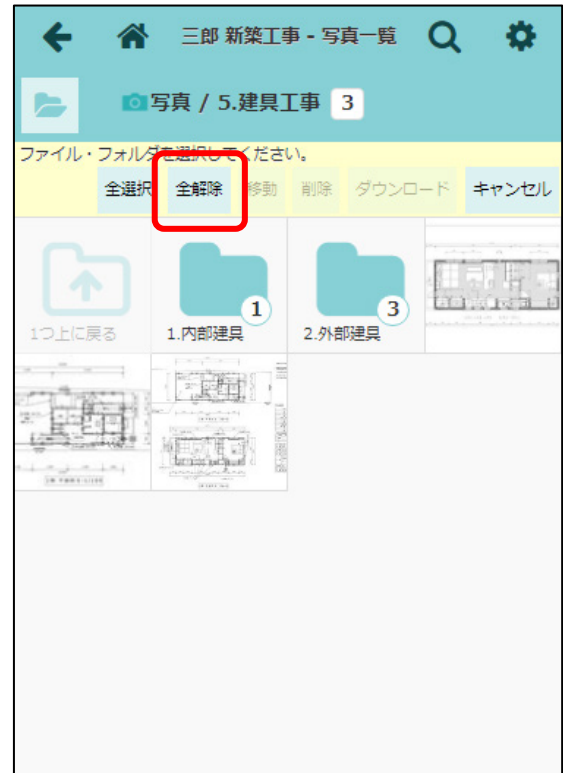 三郎 新築工事 - 写真一覧
写真 / 5.建具工事 3
ファイル・フォルダを選択してください。
全選択 全解除 移動 削除 ダウンロード キャンセル
1 3
1つ上に戻る 1.内部建具 2.外部建具